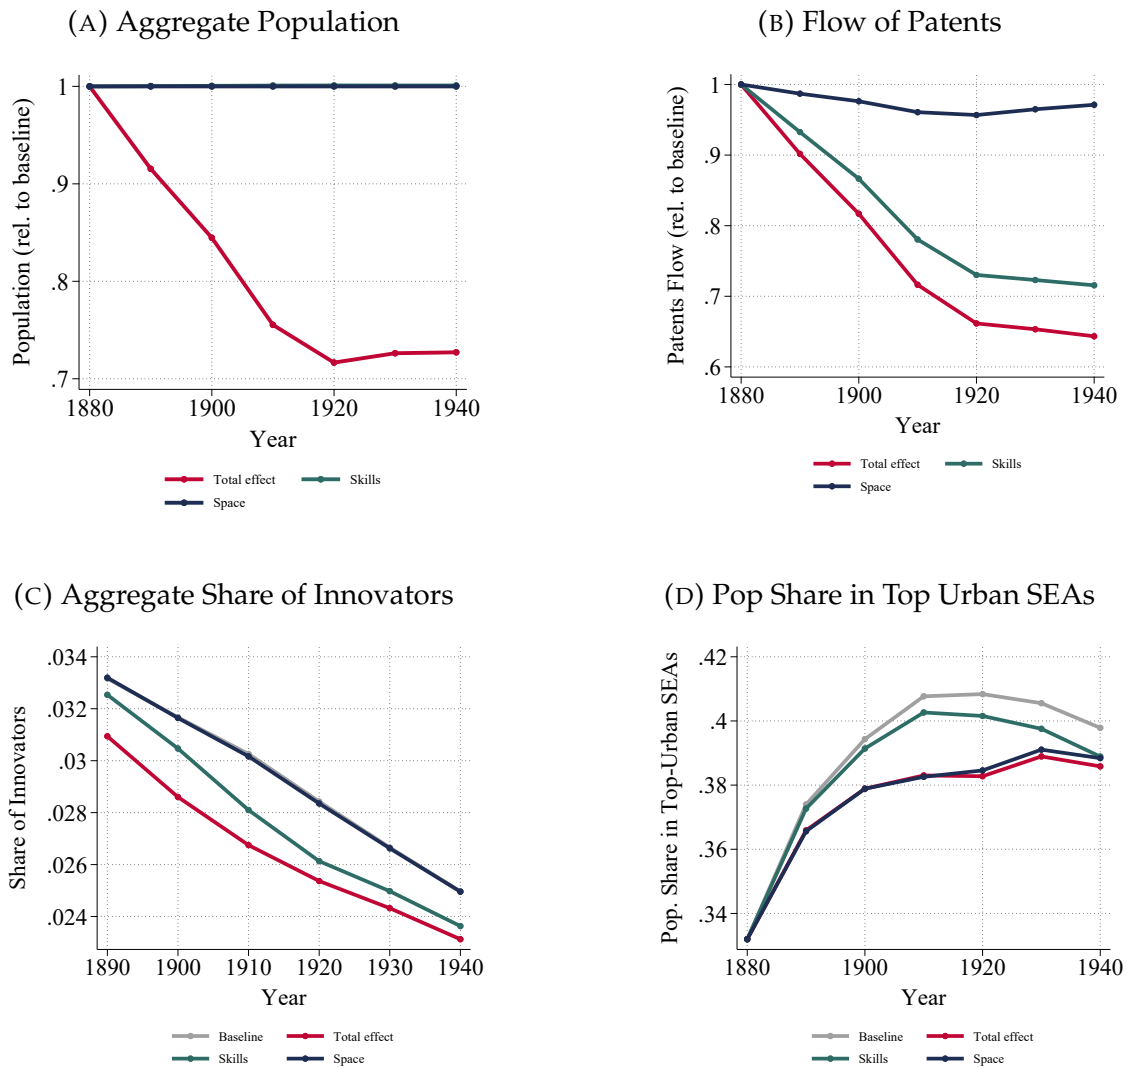 (A) Aggregate Population
Population (rel. to baseline)
1
.9
.8
.7
1880 1900 1920 1940
Year
Total effect Skills
Space
(B) Flow of Patents
Patents Flow (rel. to baseline)
1
.9
.8
.7
.6
1880 1900 1920 1940
Year
Total effect Skills
Space
(C) Aggregate Share of Innovators
Share of Innovators
.034
.032
.03
.028
.026
.024
1890 1900 1910 1920 1930 1940
Year
Baseline Total effect
Skills Space
(D) Pop Share in Top Urban SEAs
Pop. Share in Top-Urban SEAs
.42
.4
.38
.36
.34
1880 1900 1920 1940
Year
Baseline Total effect
Skills Space